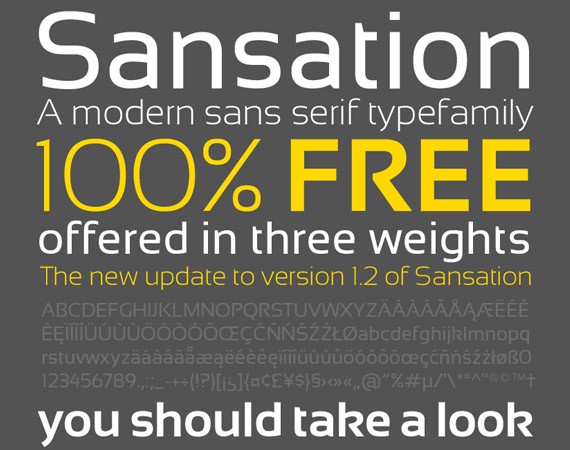 Sansation
A modern sans serif typefamily
100% FREE
offered in three weights
The new update to version 1.2 of Sansation
ABCDEFGHIJKLMNOPQRSTUVWXYZ
abcdefghijklmnopq
rstuvwxyz
123456789
you should take a look